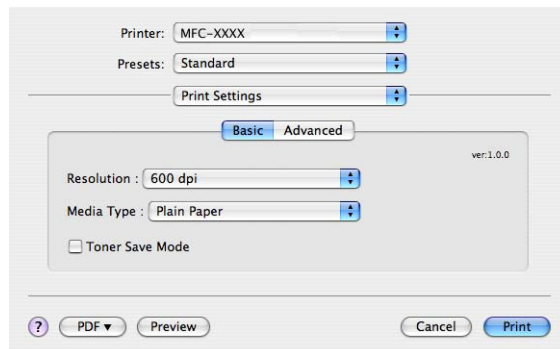 Printer: MFC-XXXX
Presets: Standard
Print Settings
Basic Advanced
ver:1.0.0
Resolution : 600 dpi
Media Type : Plain Paper
Toner Save Mode
? PDF ▼ Preview Cancel Print